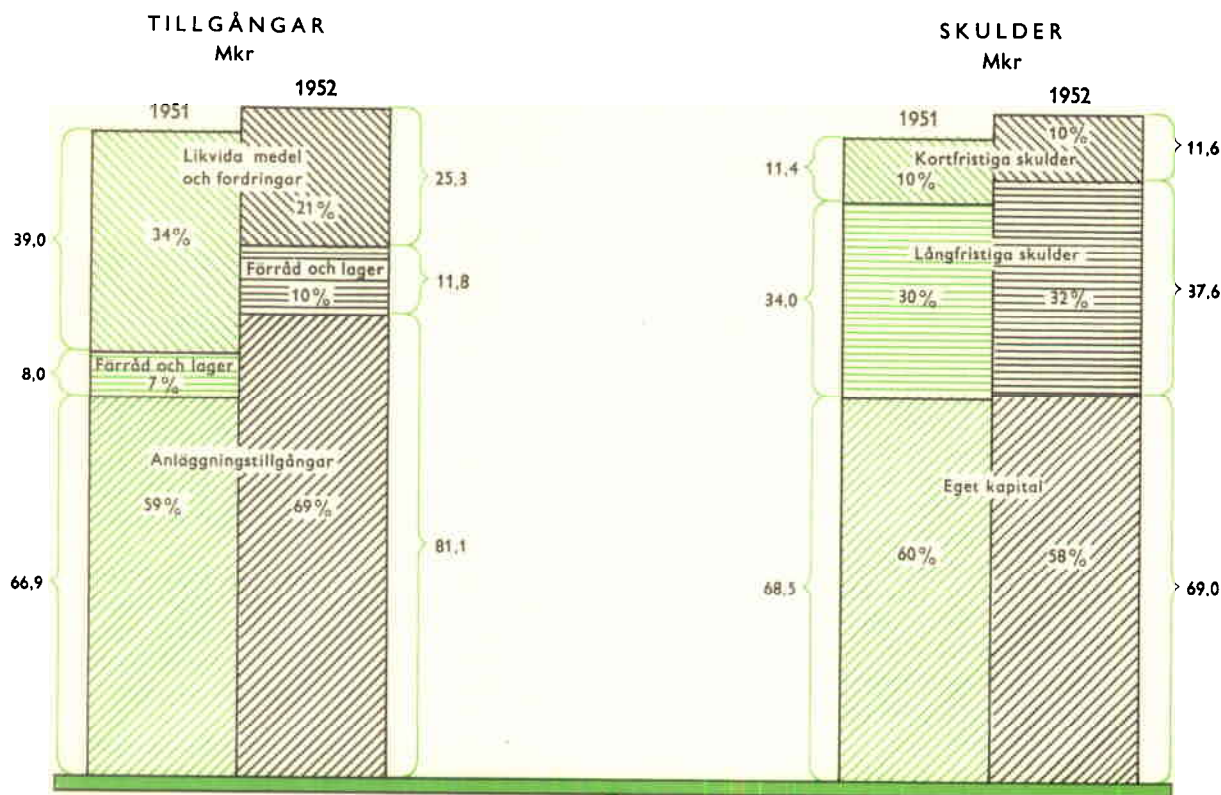 TILLGÅNGAR
Mkr
1951
1952
Likvida medel
och fordringar
34%
21%
39,0
25,3
Förråd och lager
7%
Förråd och lager
10%
8,0
11,8
Anläggningstillgångar
59%
69%
66,9
81,1
SKULDER
Mkr
1951
1952
Kortfristiga skulder
10%
10%
11,4
11,6
Långfristiga skulder
30%
32%
34,0
37,6
Eget kapital
60%
58%
68,5
69,0